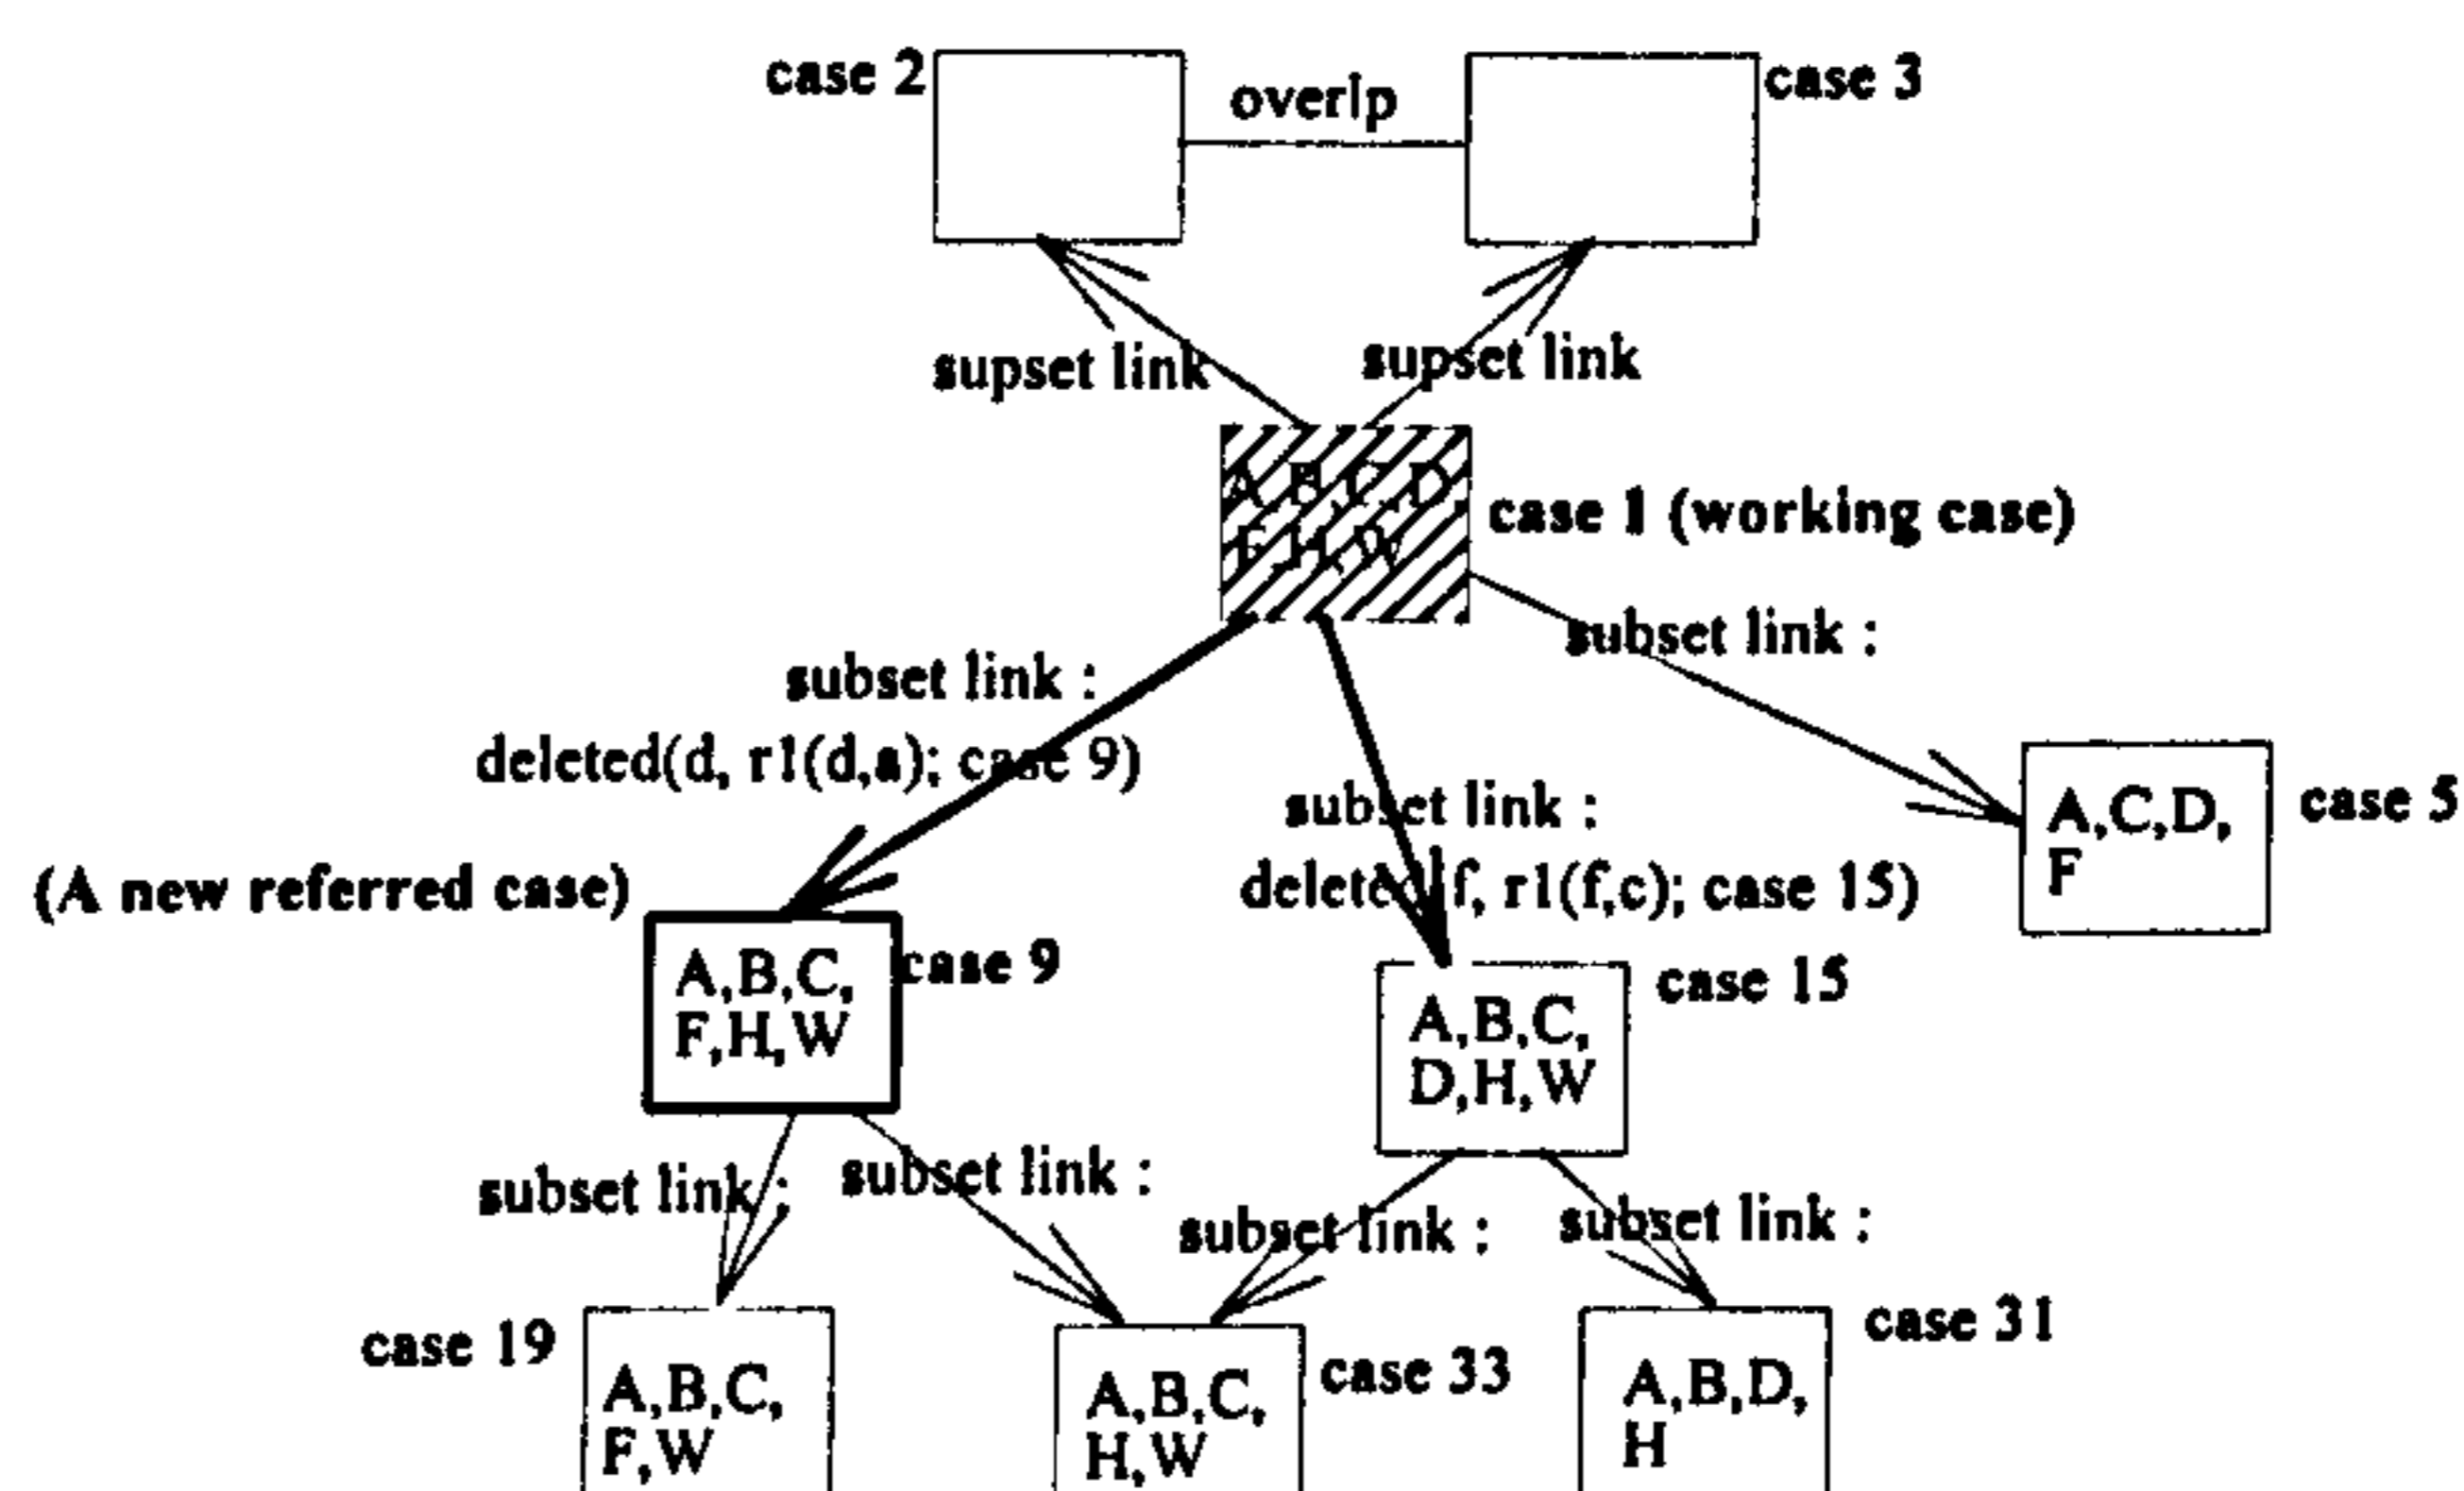 case 2
overlp
case 3
supset link
supset link
A, B, C, D
F, H, W
case 1 (working case)
subset link :
subset link :
deleted(d, r1(d,a); case 9)
subset link :
A,C,D,
F
case 5
(A new referred case)
r1(f,c); case 15)
A,B,C,
F,H,W
case 9
case 15
A,B,C,
D,H,W
subset link :
subset link :
subset link :
subset link :
case 19
case 31
A,B,C,
F,W
A,B,C,
H,W
case 33
A,B,D,
H